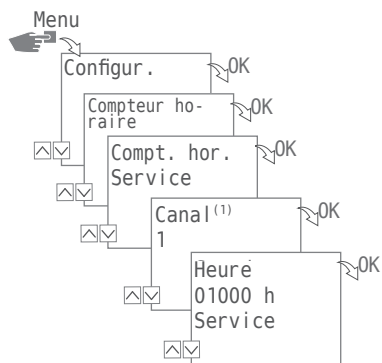 Menu
Configur.
OK
Compteur ho-
raire
OK
Compt. hor.
Service
OK
Canal(1)
1
OK
Heure
01000 h
Service
OK